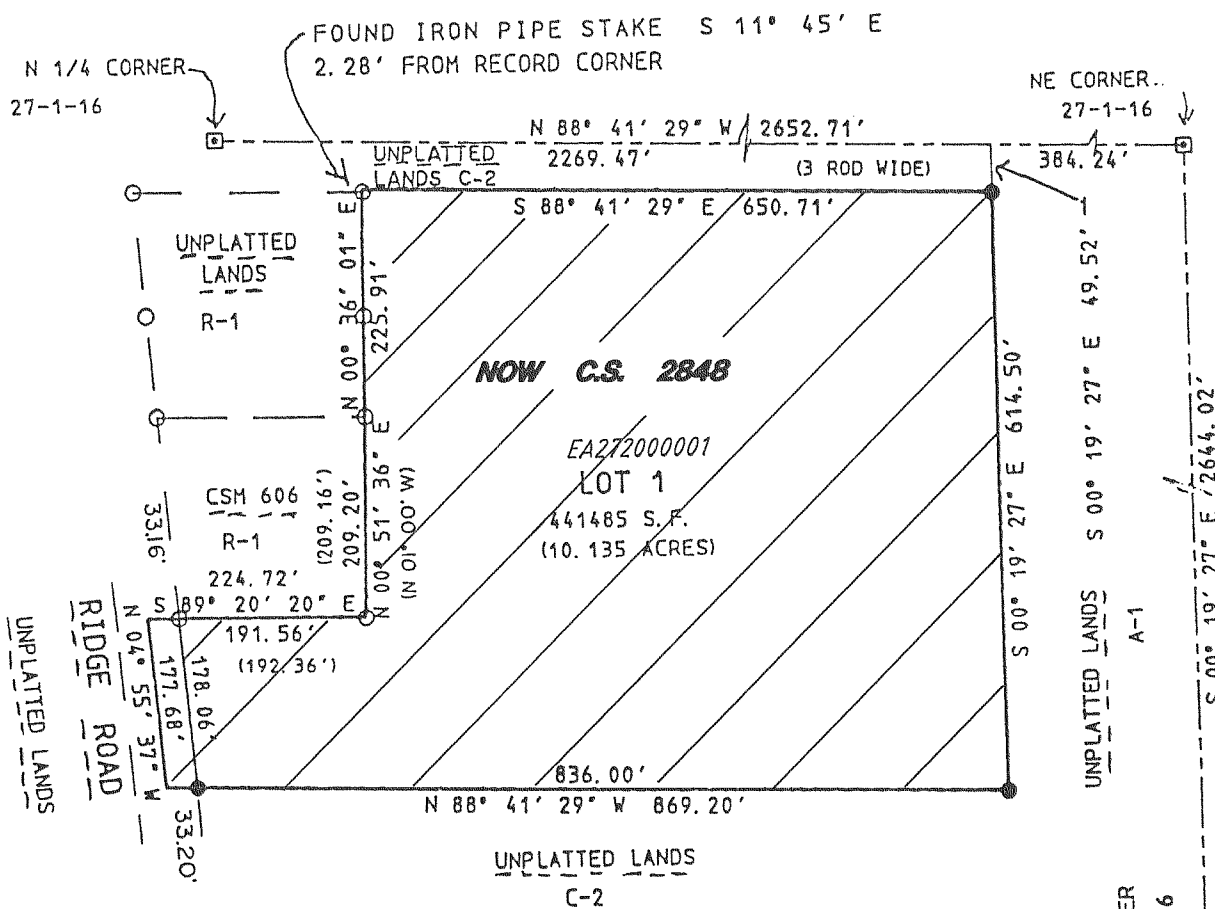 FOUND IRON PIPE STAKE S 11° 45' E
2.28' FROM RECORD CORNER
N 1/4 CORNER
27-1-16
NE CORNER..
27-1-16
N 88° 41' 29" W 2652.71'
UNPLATTED
LANDS C-2
2269.47'
(3 ROD WIDE)
384.24'
S 88° 41' 29" E 650.71'
UNPLATTED
LANDS
R-1
N 00° 36' 01" E
225.91'
NOW C.S. 2848
EA272000001
LOT 1
441485 S.F.
(10.135 ACRES)
S 00° 19' 27" E 614.50'
S 00° 19' 27" E 49.52'
UNPLATTED LANDS
A-1
S 00° 19' 27" E 2644.02'
CSM 606
R-1
(209.16')
209.20'
N 00° 51' 36" E
(N 01° 00' W)
33.16'
224.72'
S 89° 20' 20" E
191.56'
(192.36')
178.06
177.68'
N 04° 55' 37" W
RIDGE ROAD
UNPLATTED LANDS
33.20'
836.00'
N 88° 41' 29" W 869.20'
UNPLATTED LANDS
C-2
ER
6